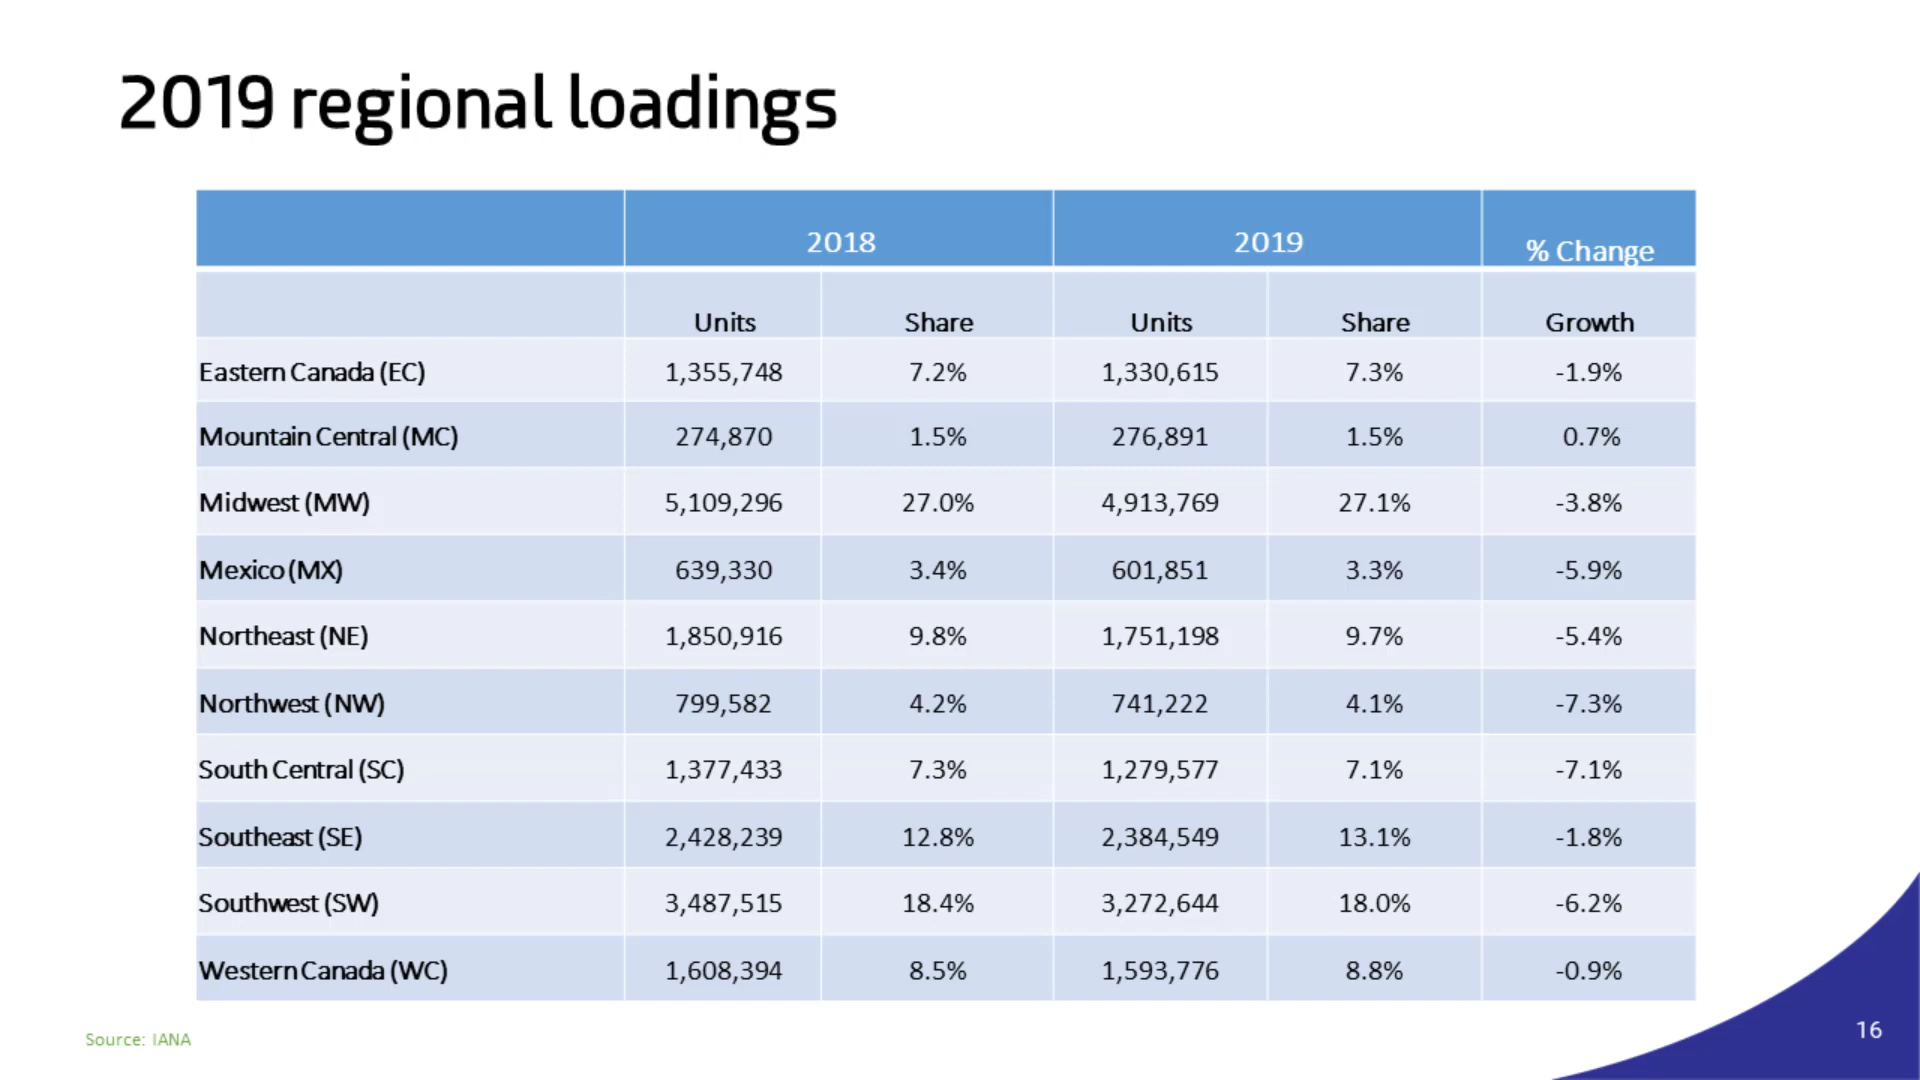 2019 regional loadings
2018 2019 % Change
Units Share Units Share Growth
Eastern Canada (EC) 1,355,748 7.2% 1,330,615 7.3% -1.9%
Mountain Central (MC) 274,870 1.5% 276,891 1.5% 0.7%
Midwest (MW) 5,109,296 27.0% 4,913,769 27.1% -3.8%
Mexico (MX) 639,330 3.4% 601,851 3.3% -5.9%
Northeast (NE) 1,850,916 9.8% 1,751,198 9.7% -5.4%
Northwest (NW) 799,582 4.2% 741,222 4.1% -7.3%
South Central (SC) 1,377,433 7.3% 1,279,577 7.1% -7.1%
Southeast (SE) 2,428,239 12.8% 2,384,549 13.1% -1.8%
Southwest (SW) 3,487,515 18.4% 3,272,644 18.0% -6.2%
Western Canada (WC) 1,608,394 8.5% 1,593,776 8.8% -0.9%
Source: IANA
16